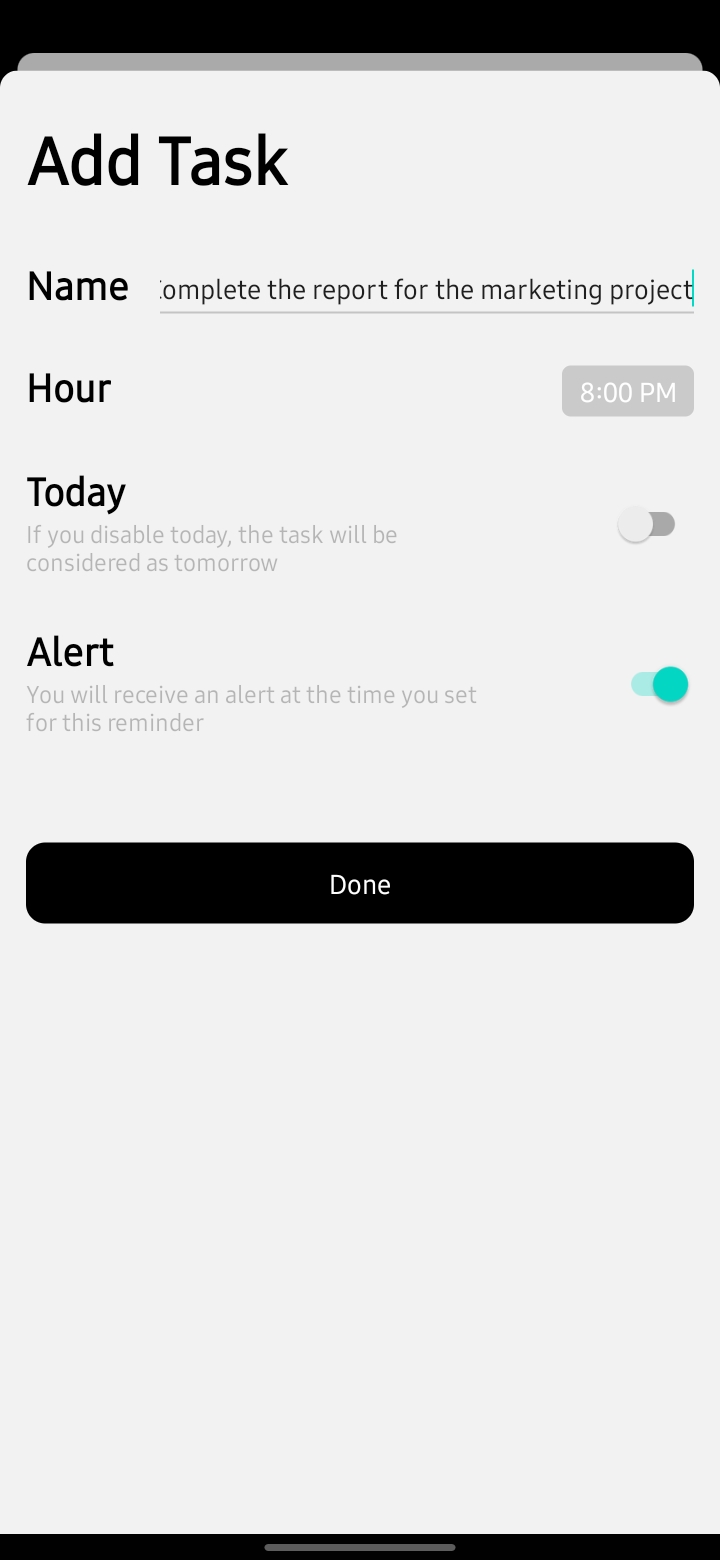 Add Task
Name
Complete the report for the marketing project
Hour
8:00 PM
Today
If you disable today, the task will be
considered as tomorrow
Alert
You will receive an alert at the time you set
for this reminder
Done